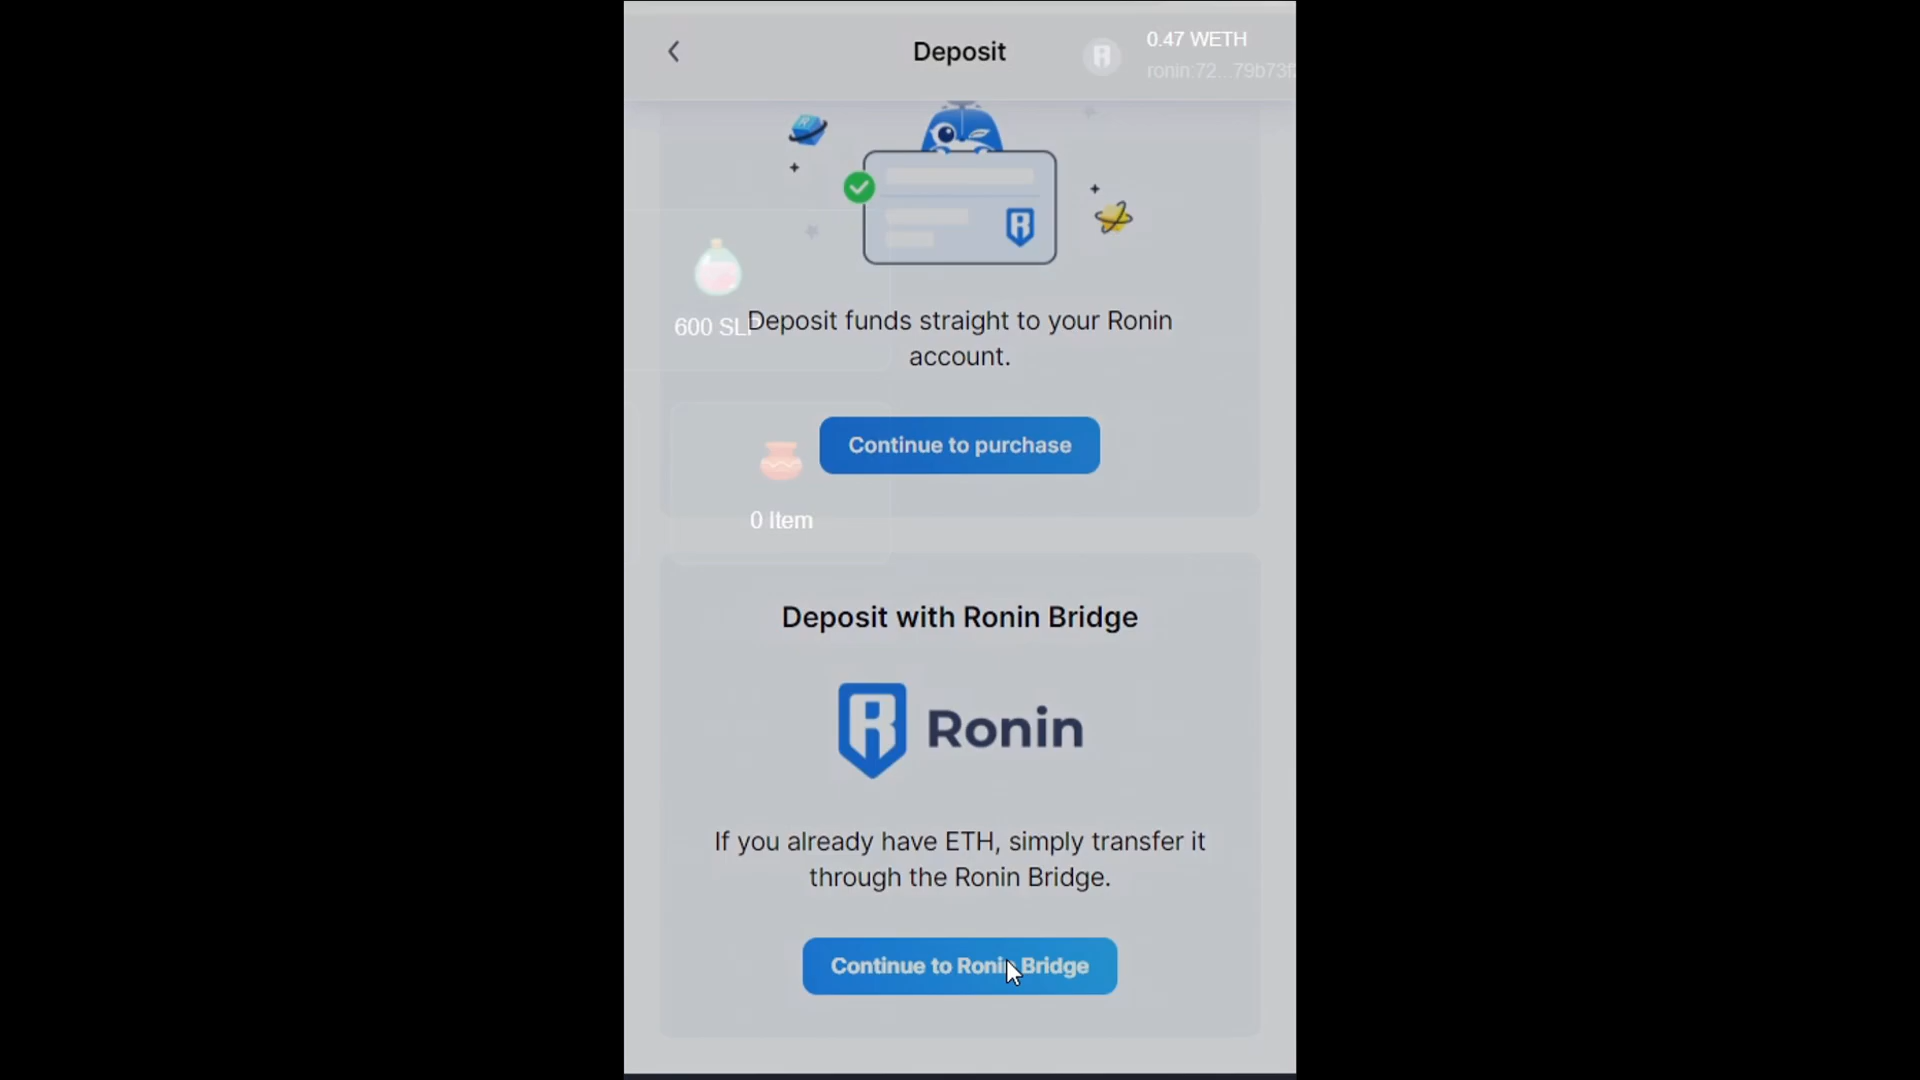 Deposit
0.47 WETH
600 SLP
Deposit funds straight to your Ronin
account.
Continue to purchase
0 Item
Deposit with Ronin Bridge
Ronin
If you already have ETH, simply transfer it
through the Ronin Bridge.
Continue to Ronin Bridge